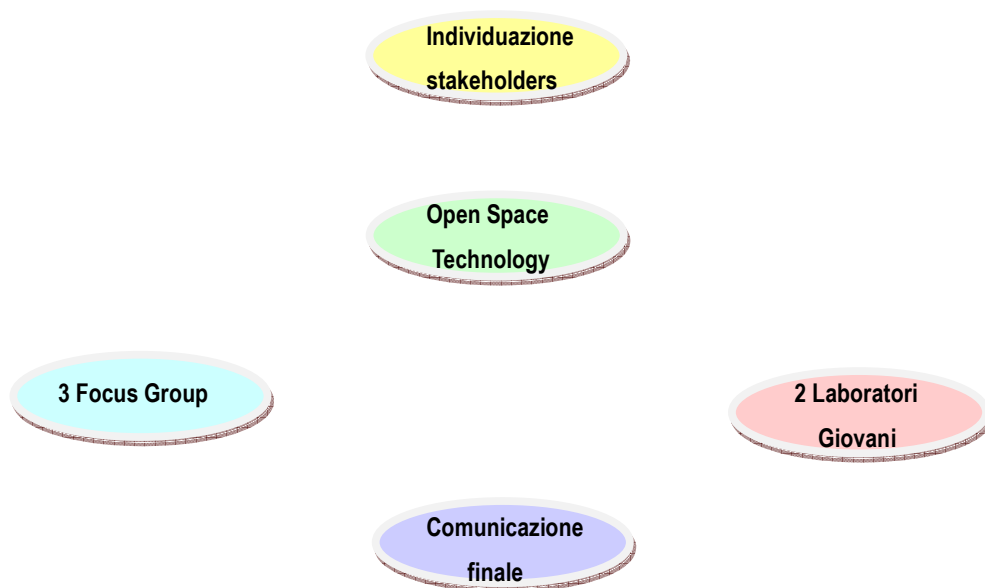 Individuazione
stakeholders
Open Space
Technology
3 Focus Group
2 Laboratori
Giovani
Comunicazione
finale